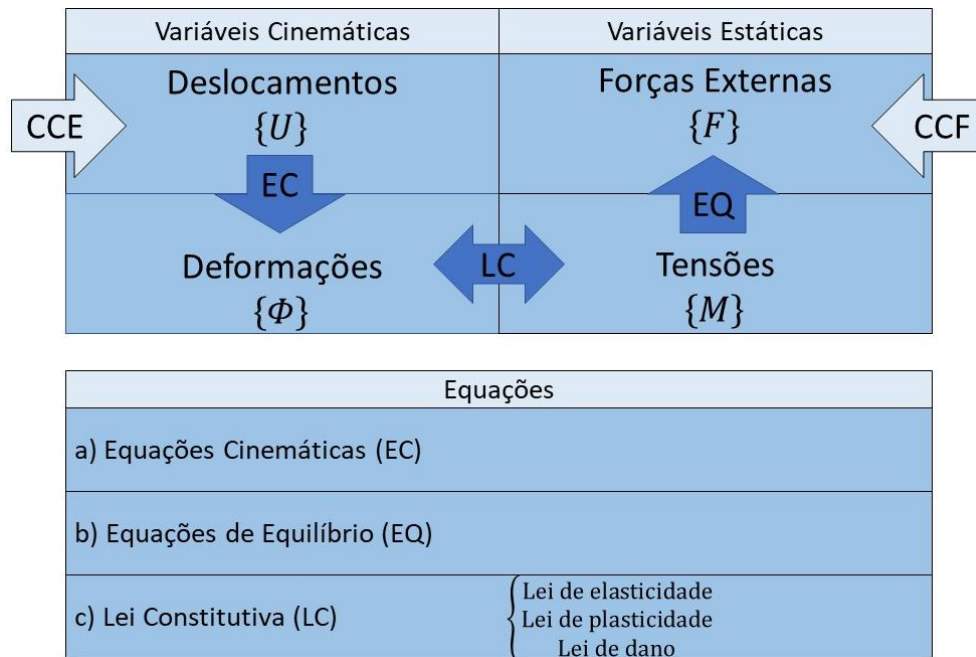 Variáveis Cinemáticas
Variáveis Estáticas
CCE
Deslocamentos
{U}
EC
Forças Externas
{F}
EQ
CCF
Deformações
{Φ}
LC
Tensões
{M}
Equações
a) Equações Cinemáticas (EC)
b) Equações de Equilíbrio (EQ)
c) Lei Constitutiva (LC)
Lei de elasticidade
Lei de plasticidade
Lei de dano